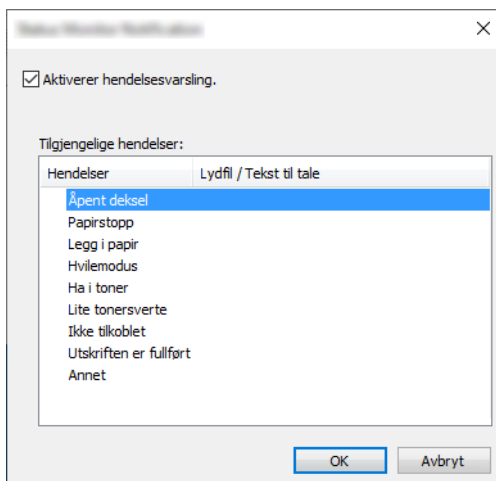 Aktiverer hendelsesvarsling.
Tilgjengelige hendelser:
Hendelser Lydfil / Tekst til tale
Åpent deksel
Papirstopp
Legg i papir
Hvilemodus
Ha i toner
Lite tonersverte
Ikke tilkoblet
Utskriften er fullført
Annet
OK Avbryt